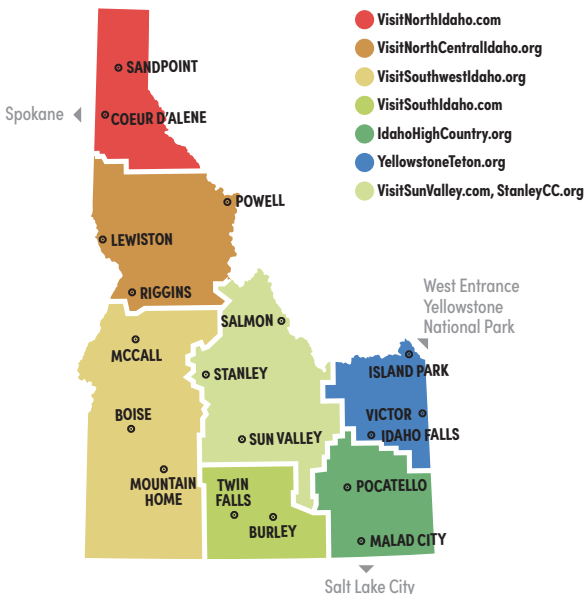 VisitNorthIdaho.com
VisitNorthCentralIdaho.org
VisitSouthwestIdaho.org
VisitSouthIdaho.com
IdahoHighCountry.org
YellowstoneTeton.org
VisitSunValley.com, StanleyCC.org
SANDPOINT
Spokane
COEUR D'ALENE
POWELL
LEWISTON
RIGGINS
West Entrance
Yellowstone
National Park
SALMON
MCCALL
ISLAND PARK
STANLEY
BOISE
VICTOR
SUN VALLEY
IDAHO FALLS
MOUNTAIN
HOME
TWIN
FALLS
POCATELLO
BURLEY
MALAD CITY
Salt Lake City